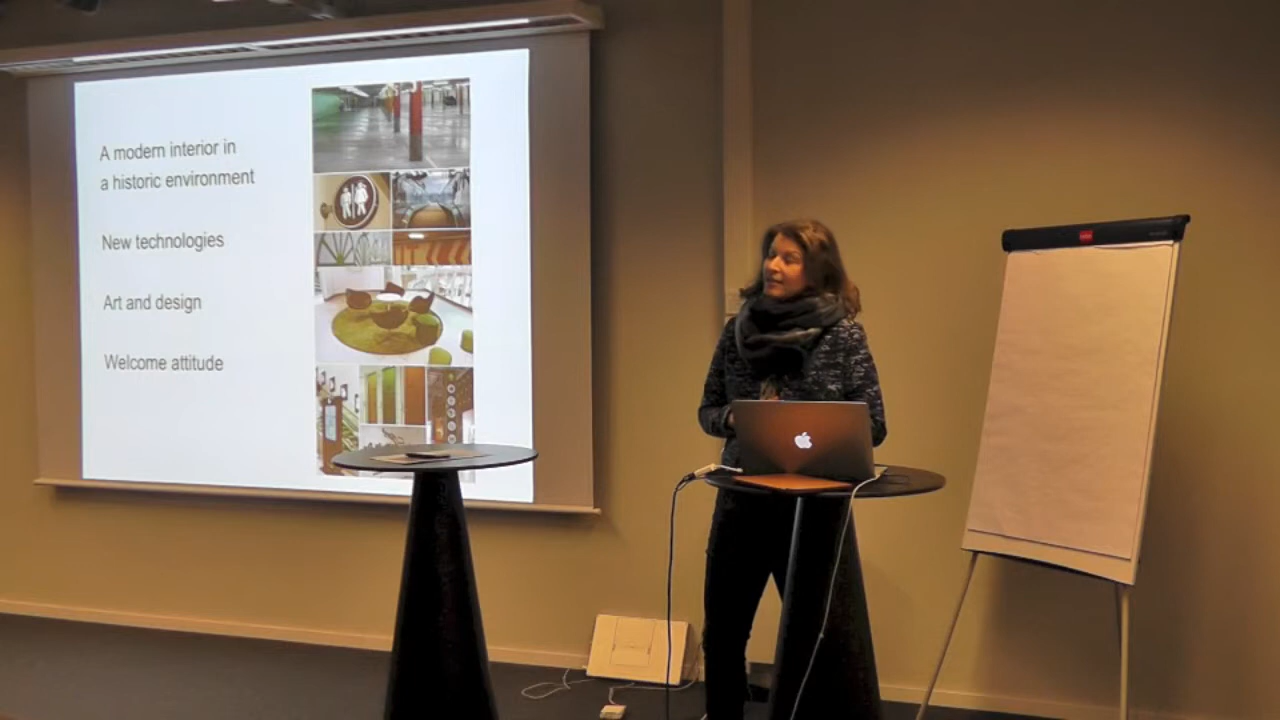 A modern interior in
a historic environment
New technologies
Art and design
Welcome attitude